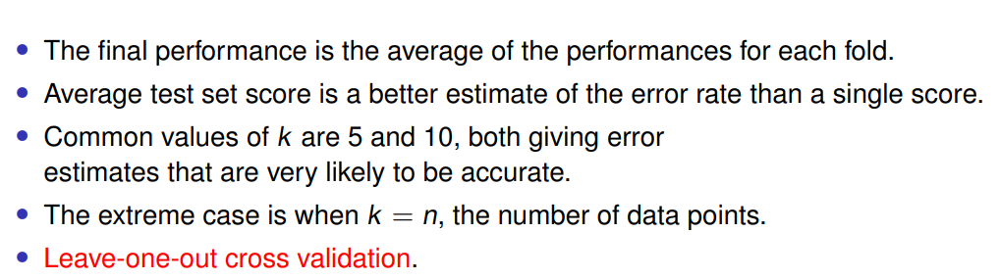 • The final performance is the average of the performances for each fold.
• Average test set score is a better estimate of the error rate than a single score.
• Common values of k are 5 and 10, both giving error
estimates that are very likely to be accurate.
• The extreme case is when k = n, the number of data points.
• Leave-one-out cross validation.